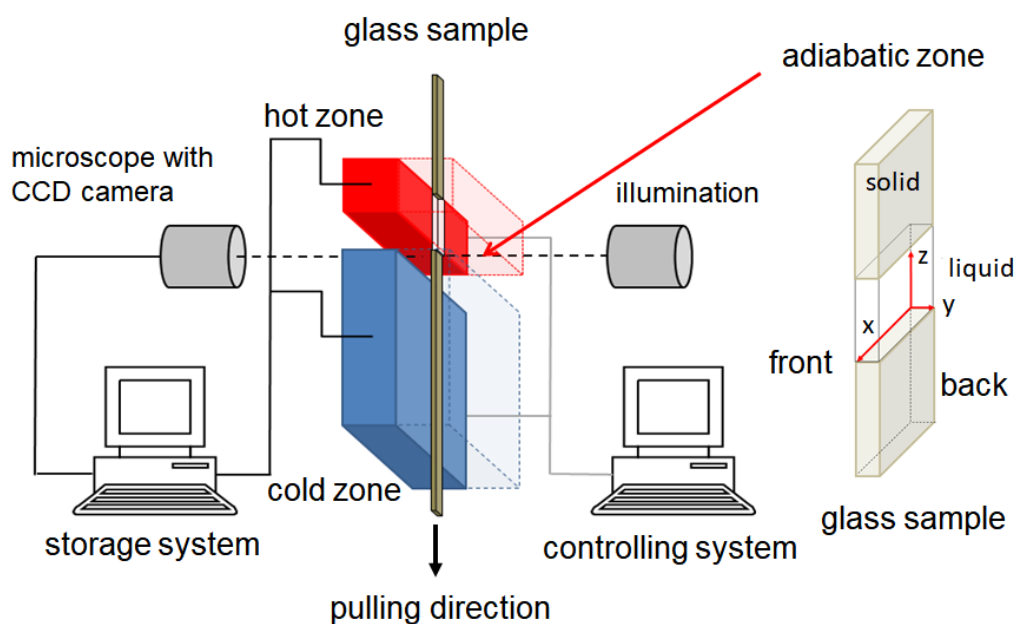 glass sample
adiabatic zone
hot zone
microscope with
CCD camera
illumination
solid
z
liquid
y
x
front
back
cold zone
storage system
controlling system
glass sample
pulling direction